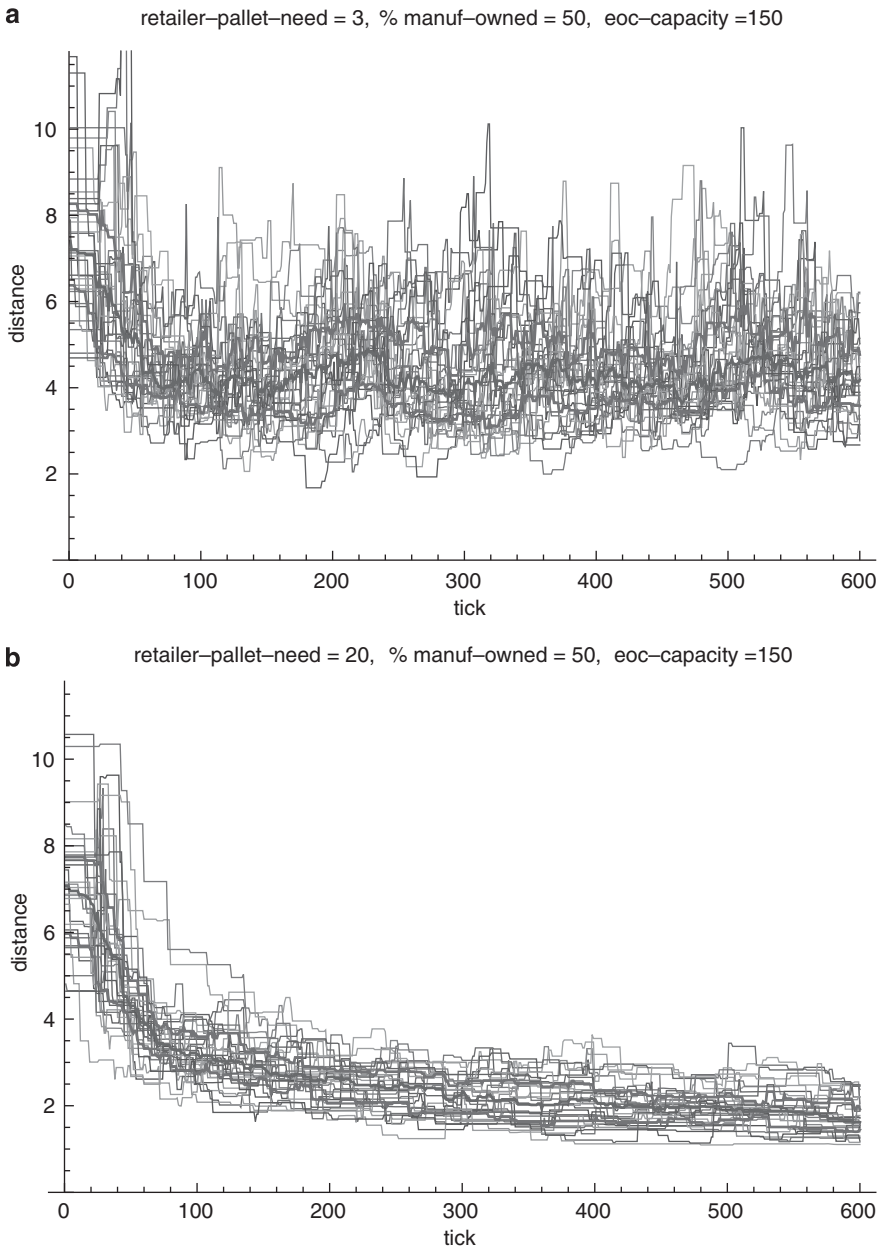 a
retailer–pallet–need = 3, % manuf–owned = 50, eoc–capacity =150
10
8
6
4
2
distance
0 100 200 300 400 500 600
tick
b
retailer–pallet–need = 20, % manuf–owned = 50, eoc–capacity =150
10
8
6
4
2
distance
0 100 200 300 400 500 600
tick